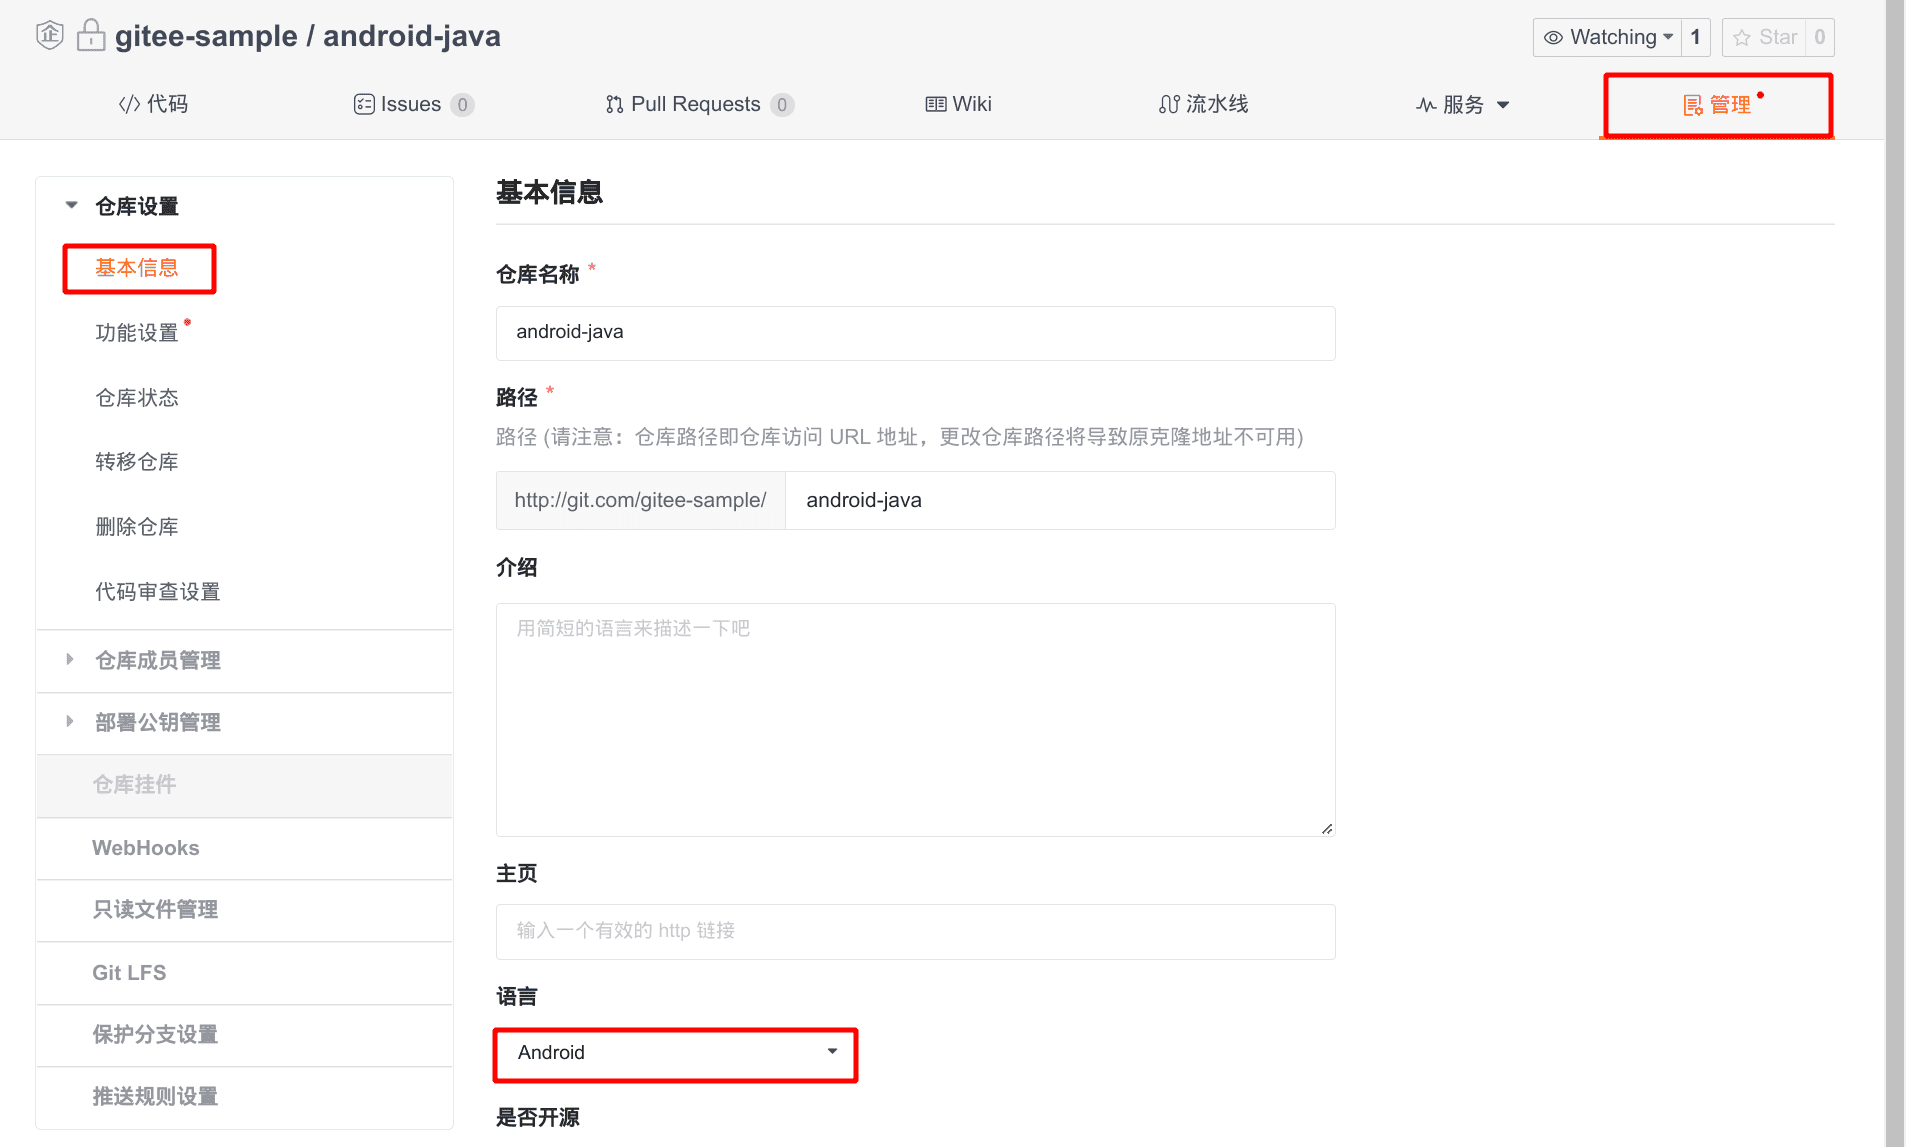 企 gitee-sample / android-java
Watching 1 Star 0
代码 Issues 0 Pull Requests 0 Wiki 流水线 服务 管理
仓库设置
基本信息
功能设置
仓库状态
转移仓库
删除仓库
代码审查设置
仓库成员管理
部署公钥管理
仓库挂件
WebHooks
只读文件管理
Git LFS
保护分支设置
推送规则设置
基本信息
仓库名称 *
android-java
路径 *
路径 (请注意：仓库路径即仓库访问 URL 地址，更改仓库路径将导致原克隆地址不可用)
http://git.com/gitee-sample/ android-java
介绍
用简短的语言来描述一下吧
主页
输入一个有效的 http 链接
语言
Android
是否开源